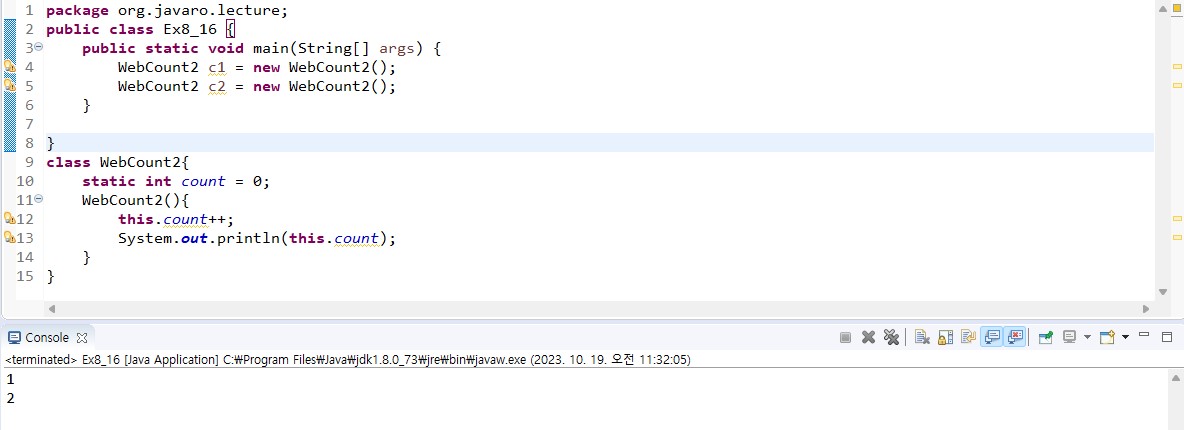 1 package org.javaro.lecture;
2 public class Ex8_16 {
3 public static void main(String[] args) {
4 WebCount2 c1 = new WebCount2();
5 WebCount2 c2 = new WebCount2();
6 }
7
8 }
9 class WebCount2{
10 static int count = 0;
11 WebCount2(){
12 this.count++;
13 System.out.println(this.count);
14 }
15 }
Console
<terminated> Ex8_16 [Java Application] C:₩Program Files₩Java₩jdk1.8.0_73₩jre₩bin₩javaw.exe (2023. 10. 19. 오전 11:32:05)
1
2